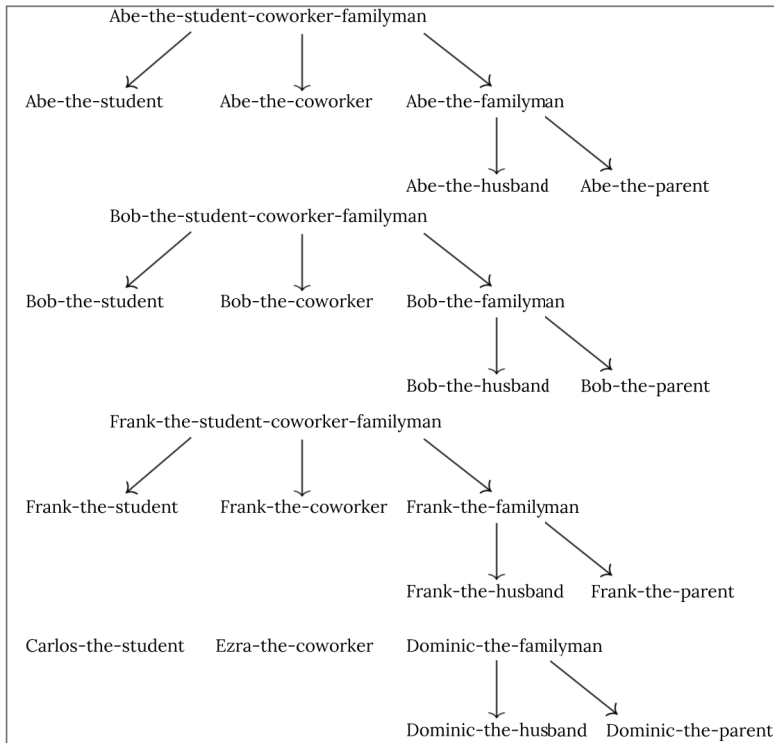 Abe-the-student-coworker-familyman
Abe-the-student Abe-the-coworker Abe-the-familyman
Abe-the-husband Abe-the-parent
Bob-the-student-coworker-familyman
Bob-the-student Bob-the-coworker Bob-the-familyman
Bob-the-husband Bob-the-parent
Frank-the-student-coworker-familyman
Frank-the-student Frank-the-coworker Frank-the-familyman
Frank-the-husband Frank-the-parent
Carlos-the-student Ezra-the-coworker Dominic-the-familyman
Dominic-the-husband Dominic-the-parent